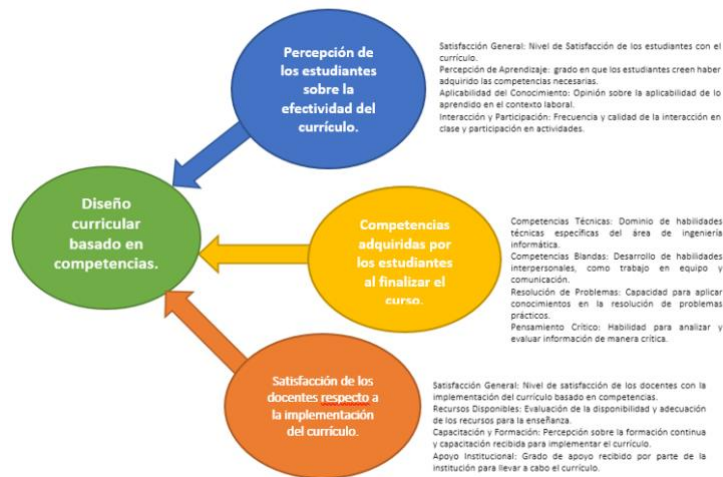 Percepción de
los estudiantes
sobre la
efectividad del
currículo.
Satisfacción General: Nivel de Satisfacción de los estudiantes con el
currículo.
Percepción de Aprendizaje: grado en que los estudiantes creen haber
adquirido las competencias necesarias.
Aplicabilidad del Conocimiento: Opinión sobre la aplicabilidad de lo
aprendido en el contexto laboral.
Interacción y Participación: Frecuencia y calidad de la interacción en
clase y participación en actividades.
Diseño
curricular
basado en
competencias.
Competencias
adquiridas por
los estudiantes
al finalizar el
curso.
Competencias Técnicas: Dominio de habilidades
técnicas específicas del área de ingeniería
informática.
Competencias Blandas: Desarrollo de habilidades
interpersonales, como trabajo en equipo y
comunicación.
Resolución de Problemas: Capacidad para aplicar
conocimientos en la resolución de problemas
prácticos.
Pensamiento Crítico: Habilidad para analizar y
evaluar información de manera crítica.
Satisfacción de los
docentes respecto a
la implementación
del currículo.
Satisfacción General: Nivel de satisfacción de los docentes con la
implementación del currículo basado en competencias.
Recursos Disponibles: Evaluación de la disponibilidad y adecuación
de los recursos para la enseñanza.
Capacitación y Formación: Percepción sobre la formación continua
y capacitación recibida para implementar el currículo.
Apoyo Institucional: Grado de apoyo recibido por parte de la
institución para llevar a cabo el currículo.